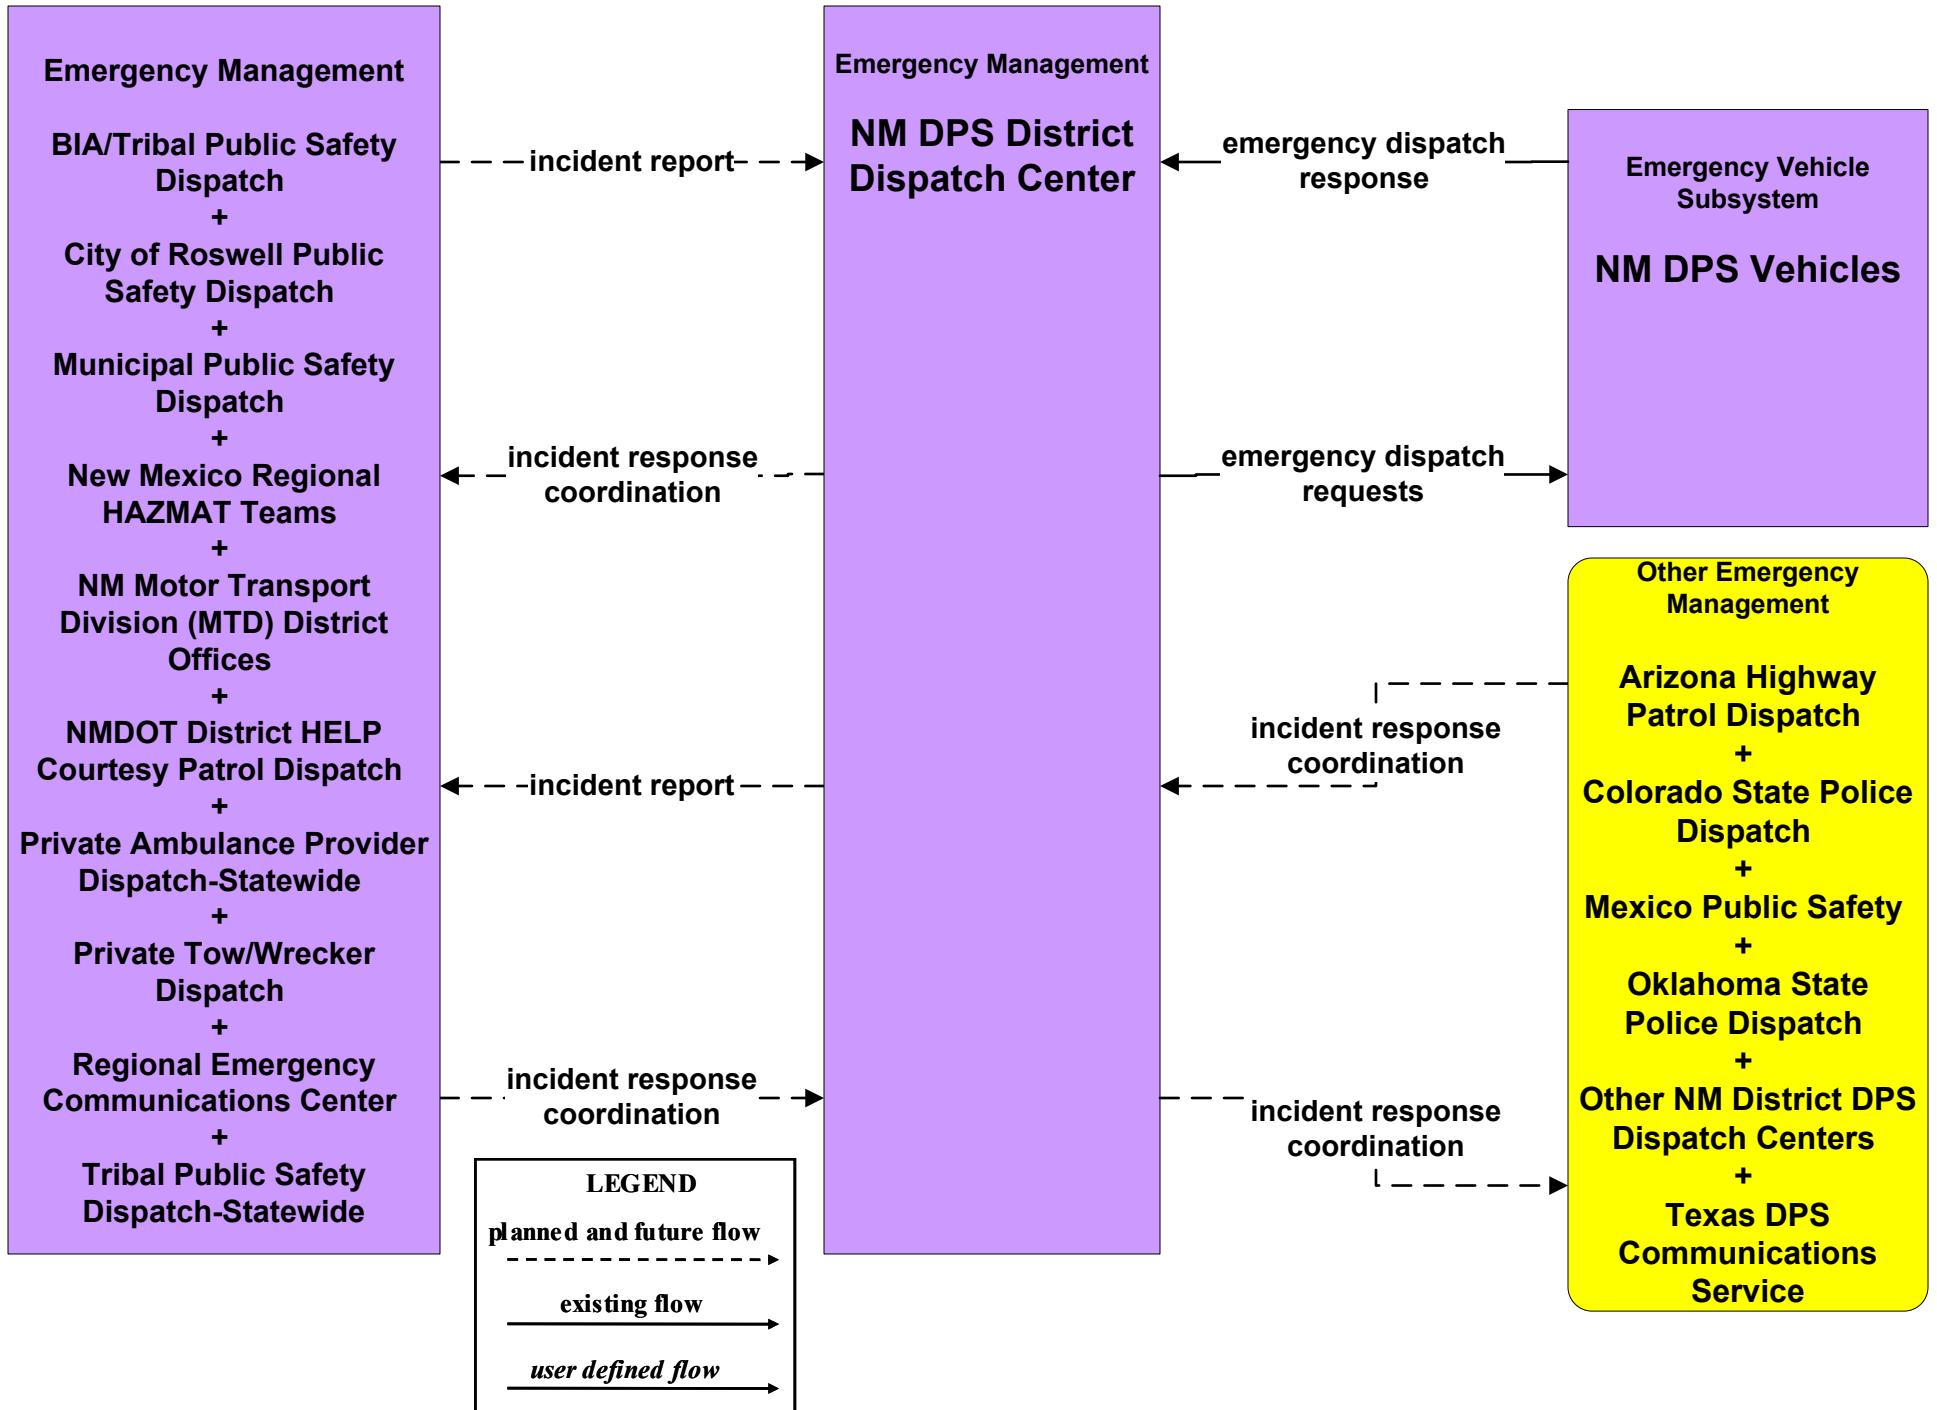 Emergency Management
BIA/Tribal Public Safety
Dispatch
+
City of Roswell Public
Safety Dispatch
+
Municipal Public Safety
Dispatch
+
New Mexico Regional
HAZMAT Teams
+
NM Motor Transport
Division (MTD) District
Offices
+
NMDOT District HELP
Courtesy Patrol Dispatch
+
Private Ambulance Provider
Dispatch-Statewide
+
Private Tow/Wrecker
Dispatch
+
Regional Emergency
Communications Center
+
Tribal Public Safety
Dispatch-Statewide
incident report
incident response
coordination
incident report
incident response
coordination
Emergency Management
NM DPS District
Dispatch Center
emergency dispatch
response
emergency dispatch
requests
incident response
coordination
incident response
coordination
Emergency Vehicle
Subsystem
NM DPS Vehicles
Other Emergency
Management
Arizona Highway
Patrol Dispatch
+
Colorado State Police
Dispatch
+
Mexico Public Safety
+
Oklahoma State
Police Dispatch
+
Other NM District DPS
Dispatch Centers
+
Texas DPS
Communications
Service
LEGEND
planned and future flow
existing flow
user defined flow